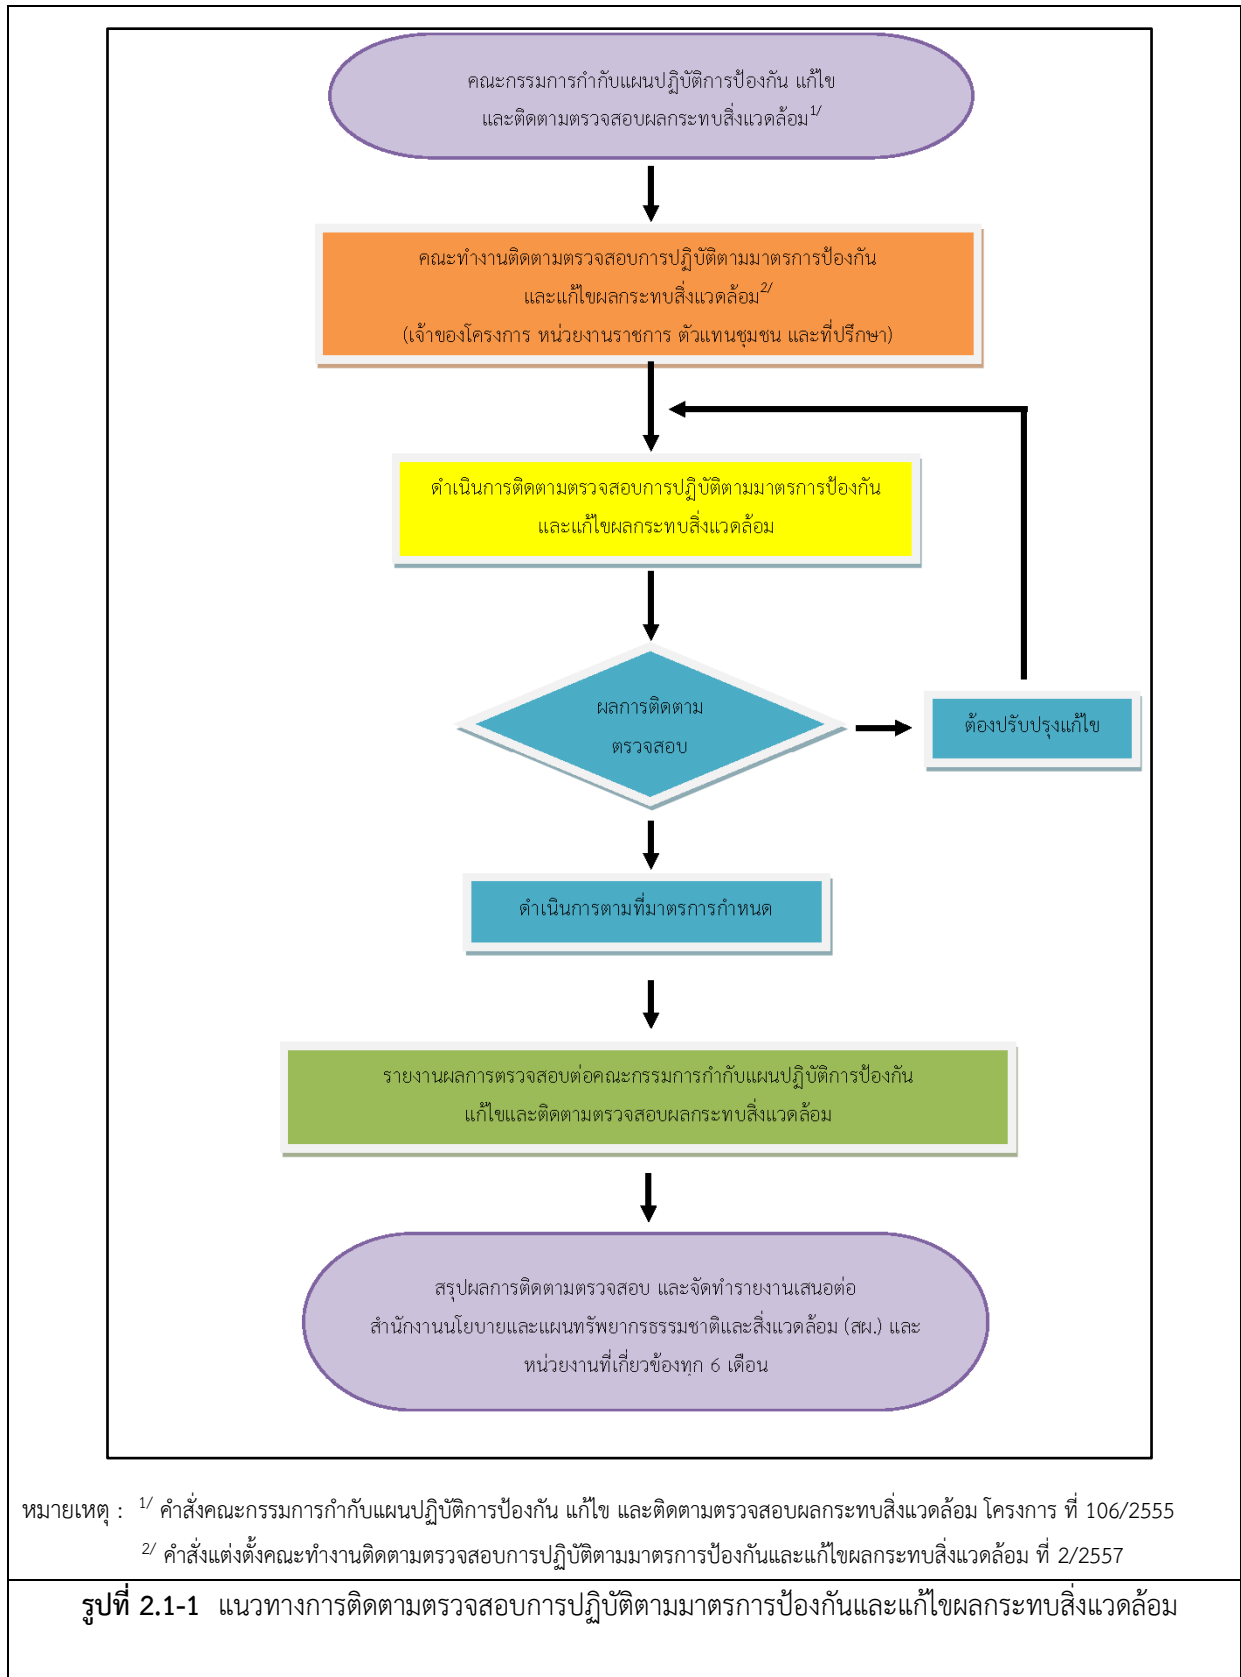 คณะกรรมการกำกับแผนปฏิบัติการป้องกัน แก้ไข
และติดตามตรวจสอบผลกระทบสิ่งแวดล้อม1/
คณะทำงานติดตามตรวจสอบการปฏิบัติตามมาตรการป้องกัน
และแก้ไขผลกระทบสิ่งแวดล้อม2/
(เจ้าของโครงการ หน่วยงานราชการ ตัวแทนชุมชน และที่ปรึกษา)
ดำเนินการติดตามตรวจสอบการปฏิบัติตามมาตรการป้องกัน
และแก้ไขผลกระทบสิ่งแวดล้อม
ผลการติดตาม
ตรวจสอบ
ต้องปรับปรุงแก้ไข
ดำเนินการตามที่มาตรการกำหนด
รายงานผลการตรวจสอบต่อคณะกรรมการกำกับแผนปฏิบัติการป้องกัน
แก้ไขและติดตามตรวจสอบผลกระทบสิ่งแวดล้อม
สรุปผลการติดตามตรวจสอบ และจัดทำรายงานเสนอต่อ
สำนักงานนโยบายและแผนทรัพยากรธรรมชาติและสิ่งแวดล้อม (สผ.) และ
หน่วยงานที่เกี่ยวข้องทุก 6 เดือน
หมายเหตุ : 1/ คำสั่งคณะกรรมการกำกับแผนปฏิบัติการป้องกัน แก้ไข และติดตามตรวจสอบผลกระทบสิ่งแวดล้อม โครงการ ที่ 106/2555
2/ คำสั่งแต่งตั้งคณะทำงานติดตามตรวจสอบการปฏิบัติตามมาตรการป้องกันและแก้ไขผลกระทบสิ่งแวดล้อม ที่ 2/2557
รูปที่ 2.1-1 แนวทางการติดตามตรวจสอบการปฏิบัติตามมาตรการป้องกันและแก้ไขผลกระทบสิ่งแวดล้อม